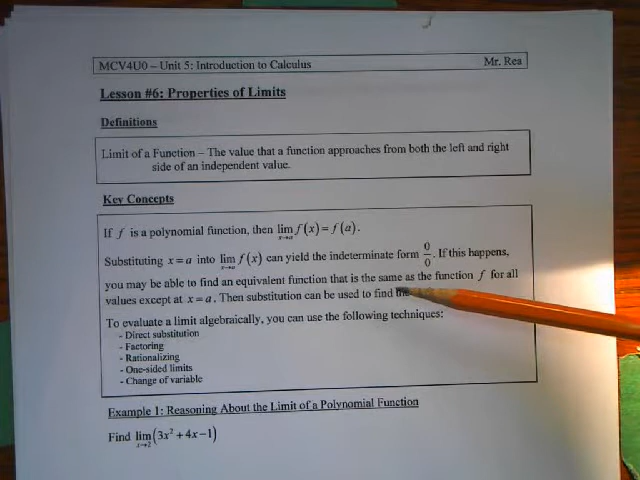 MCV4U0 – Unit 5: Introduction to Calculus Mr. Rea
Lesson #6: Properties of Limits
Definitions
Limit of a Function – The value that a function approaches from both the left and right
side of an independent value.
Key Concepts
If f is a polynomial function, then lim x→a f(x) = f(a).
Substituting x = a into lim x→a f(x) can yield the indeterminate form 0/0. If this happens,
you may be able to find an equivalent function that is the same as the function f for all
values except at x = a. Then substitution can be used to find the
To evaluate a limit algebraically, you can use the following techniques:
- Direct substitution
- Factoring
- Rationalizing
- One-sided limits
- Change of variable
Example 1: Reasoning About the Limit of a Polynomial Function
Find lim x→2 (3x² + 4x – 1)